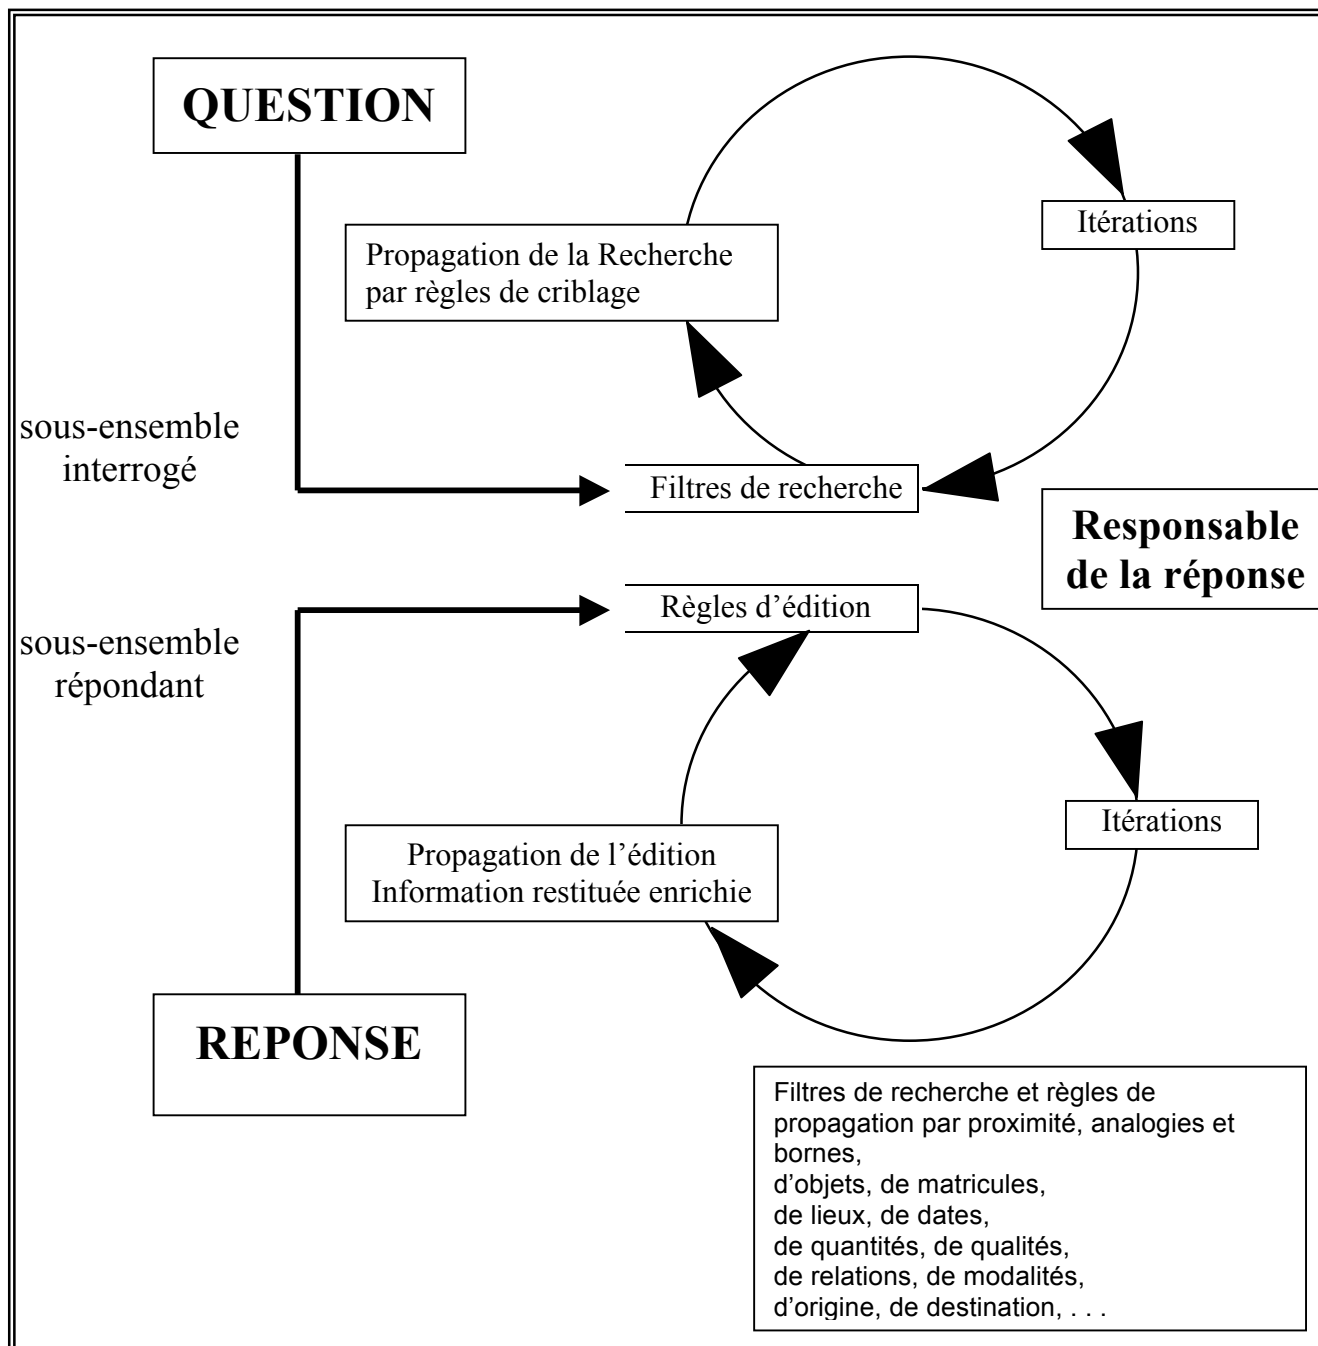 QUESTION
Itérations
Propagation de la Recherche
par règles de criblage
sous-ensemble
interrogé
Filtres de recherche
Responsable
de la réponse
Règles d’édition
sous-ensemble
répondant
Itérations
Propagation de l’édition
Information restituée enrichie
REPONSE
Filtres de recherche et règles de
propagation par proximité, analogies et
bornes,
d’objets, de matricules,
de lieux, de dates,
de quantités, de qualités,
de relations, de modalités,
d’origine, de destination, . . .